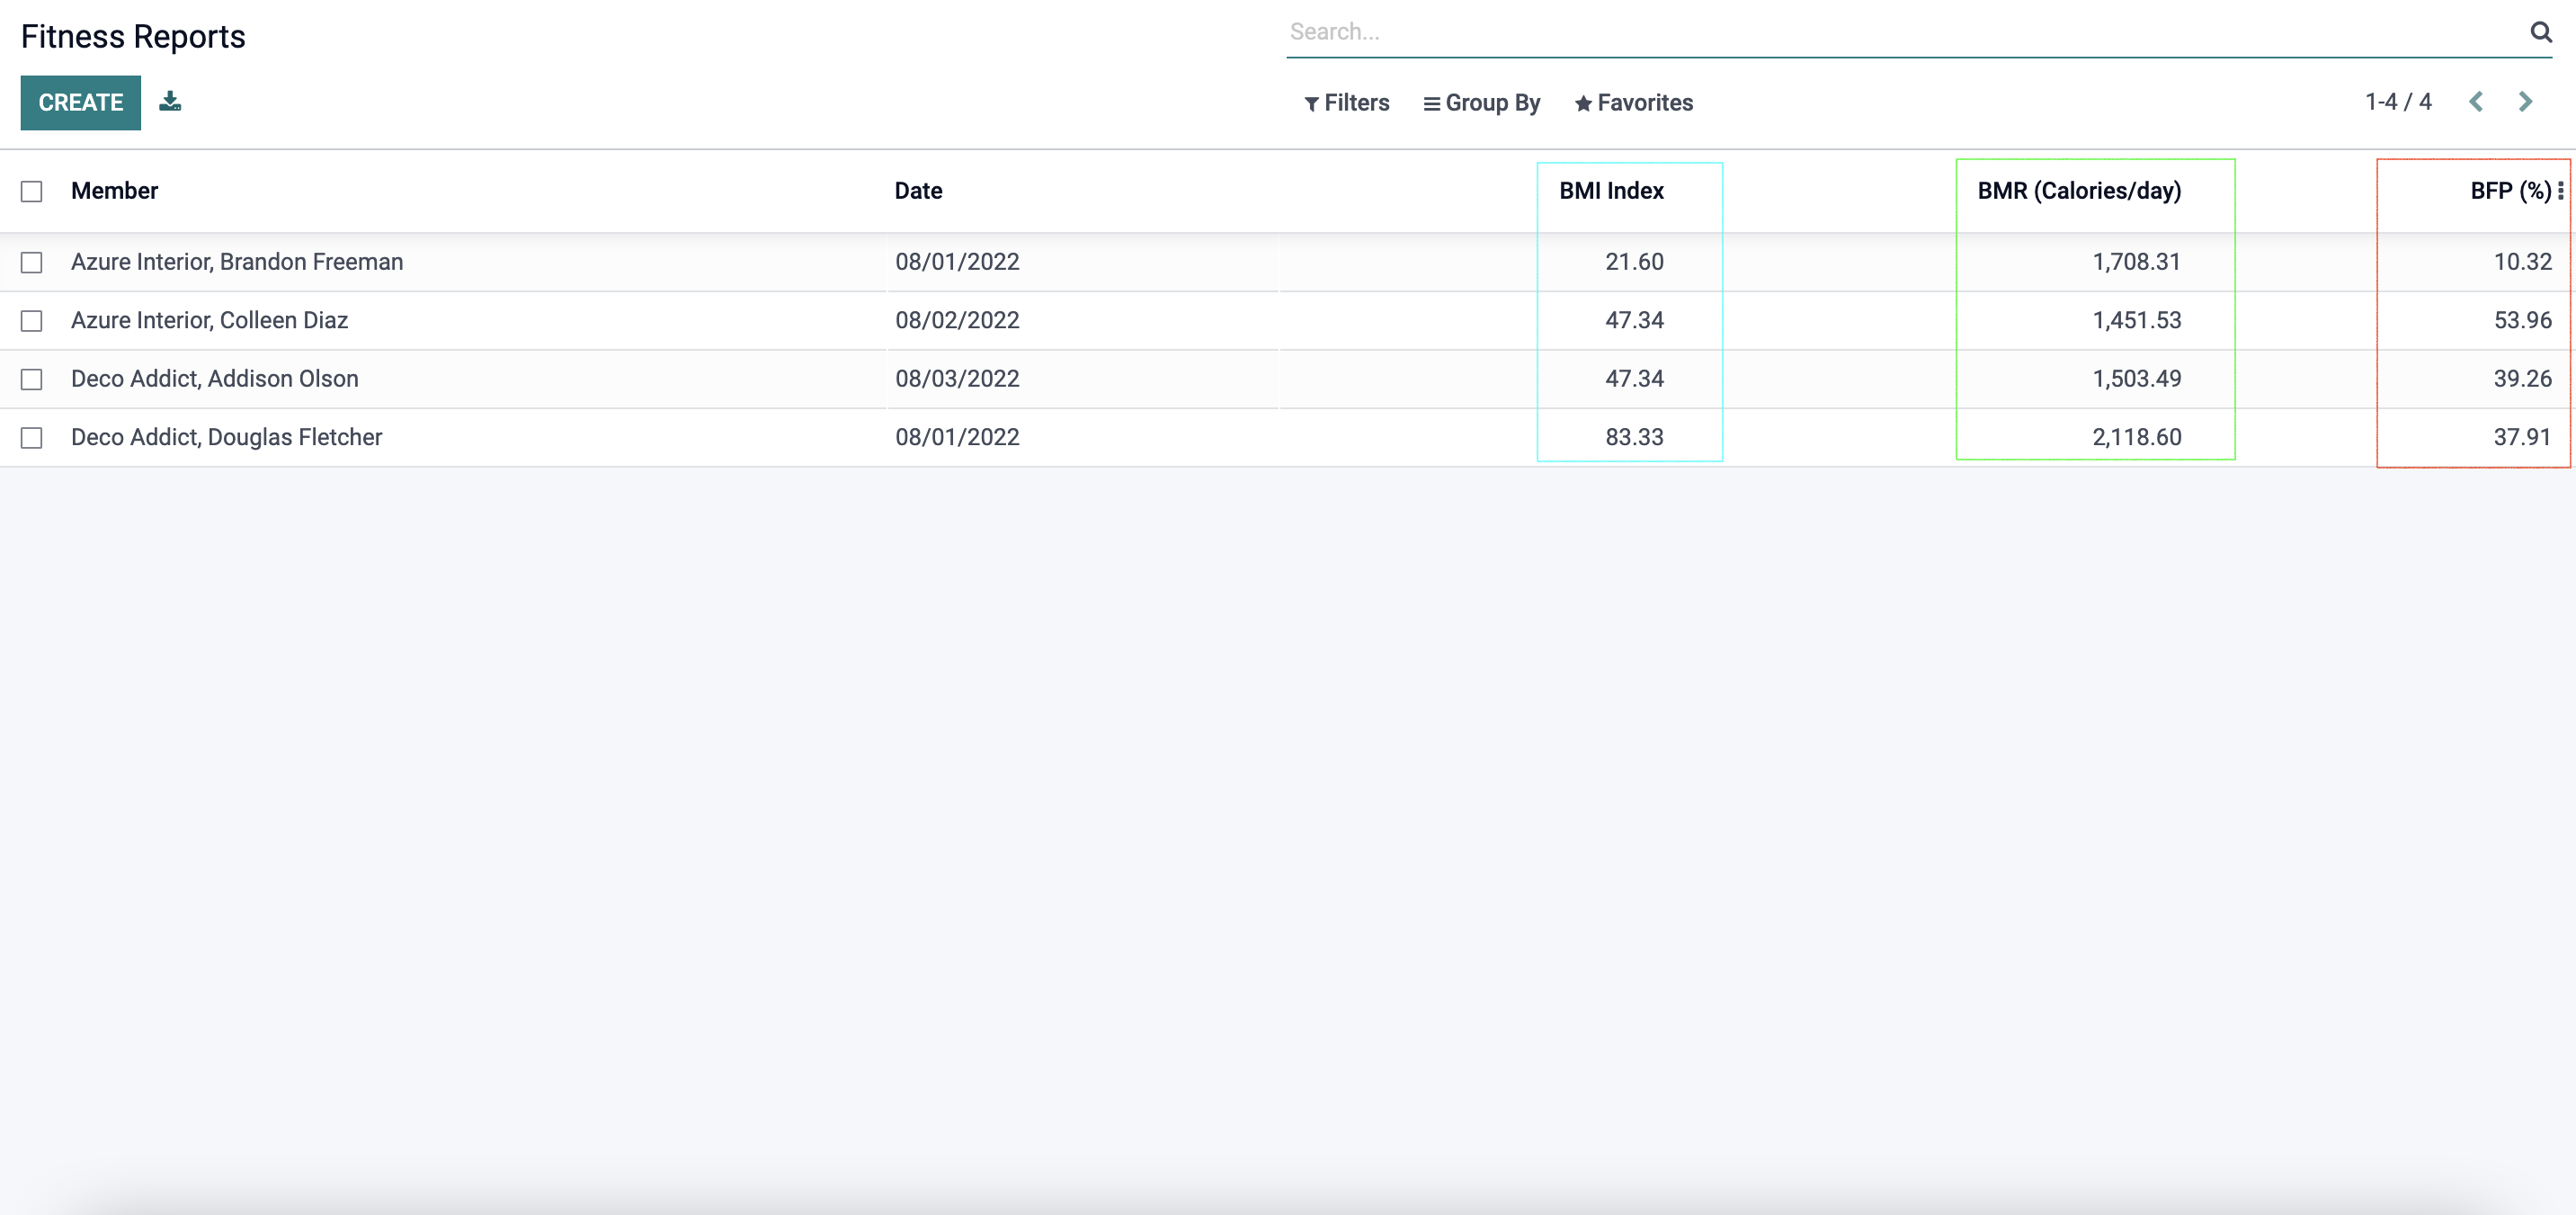 Fitness Reports
Search...
CREATE
Filters Group By Favorites
1-4 / 4
Member Date BMI Index BMR (Calories/day) BFP (%)
Azure Interior, Brandon Freeman 08/01/2022 21.60 1,708.31 10.32
Azure Interior, Colleen Diaz 08/02/2022 47.34 1,451.53 53.96
Deco Addict, Addison Olson 08/03/2022 47.34 1,503.49 39.26
Deco Addict, Douglas Fletcher 08/01/2022 83.33 2,118.60 37.91